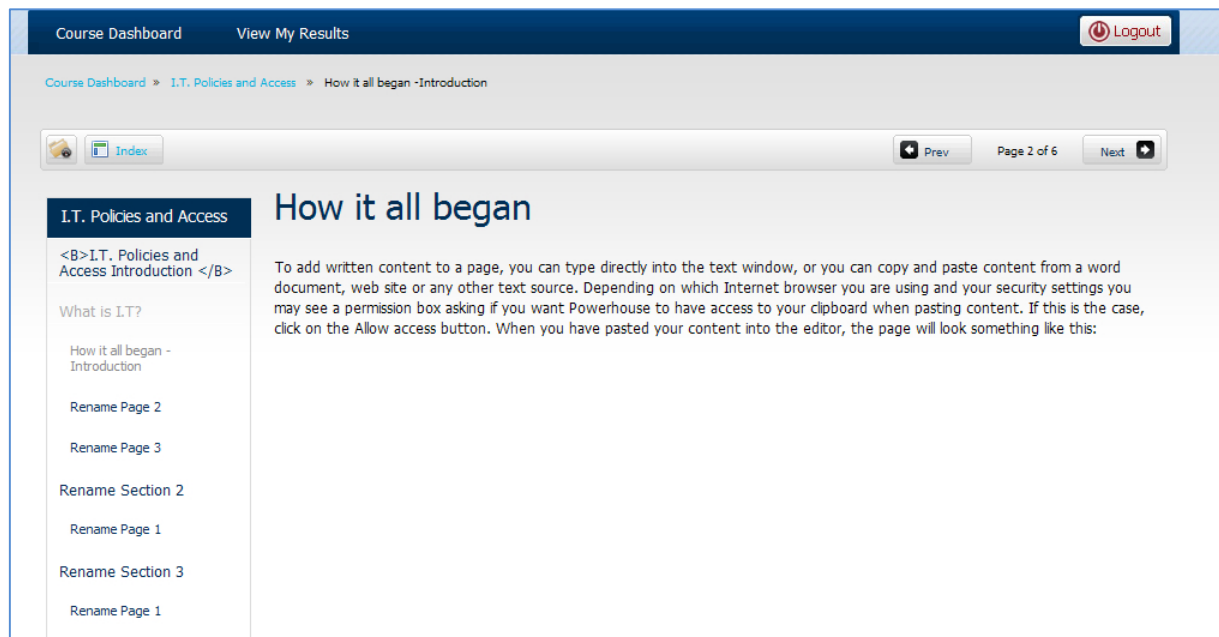 Course Dashboard View My Results Logout
Course Dashboard » I.T. Policies and Access » How it all began -Introduction
Index Prev Page 2 of 6 Next
I.T. Policies and Access
<B>I.T. Policies and
Access Introduction </B>
What is I.T?
How it all began -
Introduction
Rename Page 2
Rename Page 3
Rename Section 2
Rename Page 1
Rename Section 3
Rename Page 1
How it all began
To add written content to a page, you can type directly into the text window, or you can copy and paste content from a word
document, web site or any other text source. Depending on which Internet browser you are using and your security settings you
may see a permission box asking if you want Powerhouse to have access to your clipboard when pasting content. If this is the case,
click on the Allow access button. When you have pasted your content into the editor, the page will look something like this: